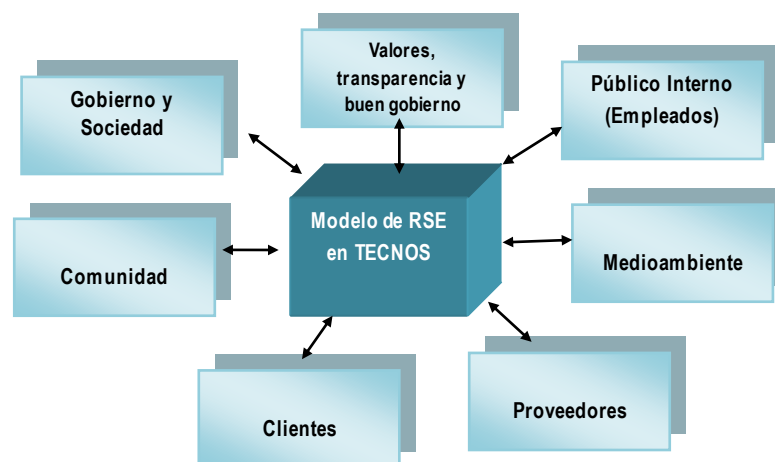 Valores,
transparencia y
buen gobierno
Público Interno
(Empleados)
Gobierno y
Sociedad
Modelo de RSE
en TECNOS
Comunidad
Medioambiente
Clientes
Proveedores